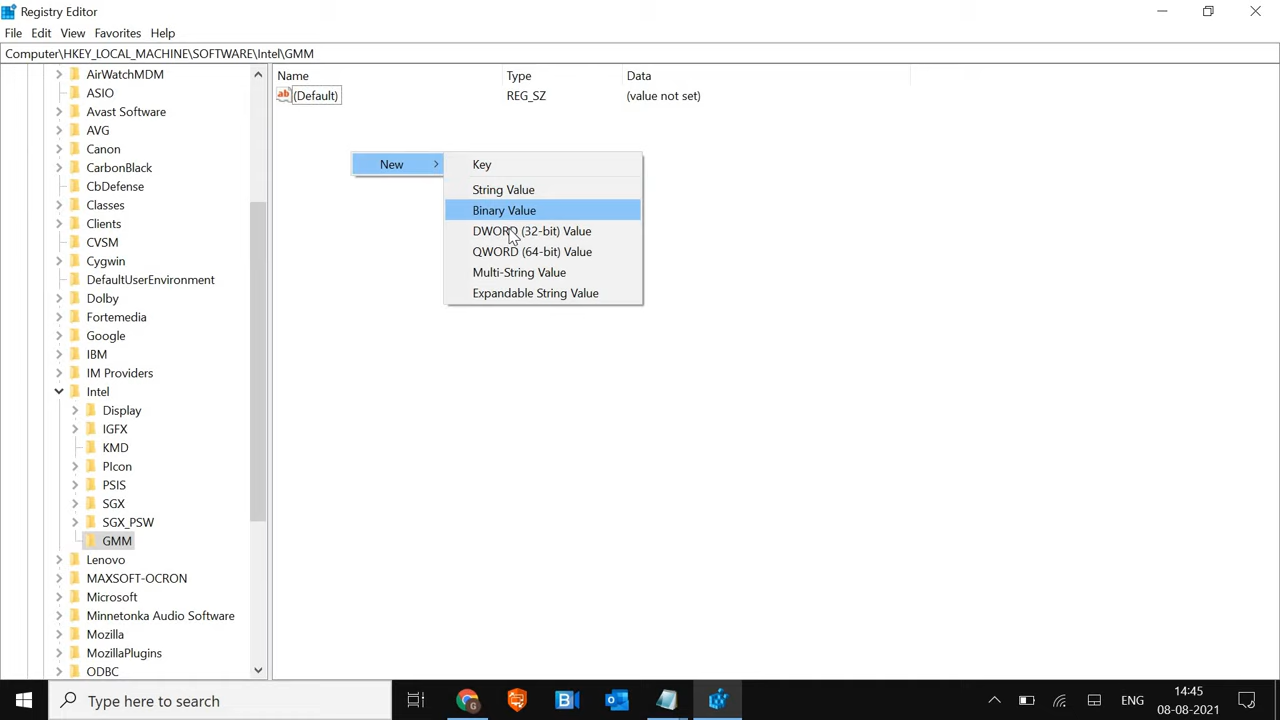 Registry Editor
File Edit View Favorites Help
Computer\HKEY_LOCAL_MACHINE\SOFTWARE\Intel\GMM
AirWatchMDM
ASIO
Avast Software
AVG
Canon
CarbonBlack
CbDefense
Classes
Clients
CVSM
Cygwin
DefaultUserEnvironment
Dolby
Fortemedia
Google
IBM
IM Providers
Intel
Display
IGFX
KMD
PIcon
PSIS
SGX
SGX_PSW
GMM
Lenovo
MAXSOFT-OCRON
Microsoft
Minnetonka Audio Software
Mozilla
MozillaPlugins
ODBC
Name Type Data
ab (Default) REG_SZ (value not set)
New
Key
String Value
Binary Value
DWORD (32-bit) Value
QWORD (64-bit) Value
Multi-String Value
Expandable String Value
Type here to search
G
B!
ENG
14:45
08-08-2021